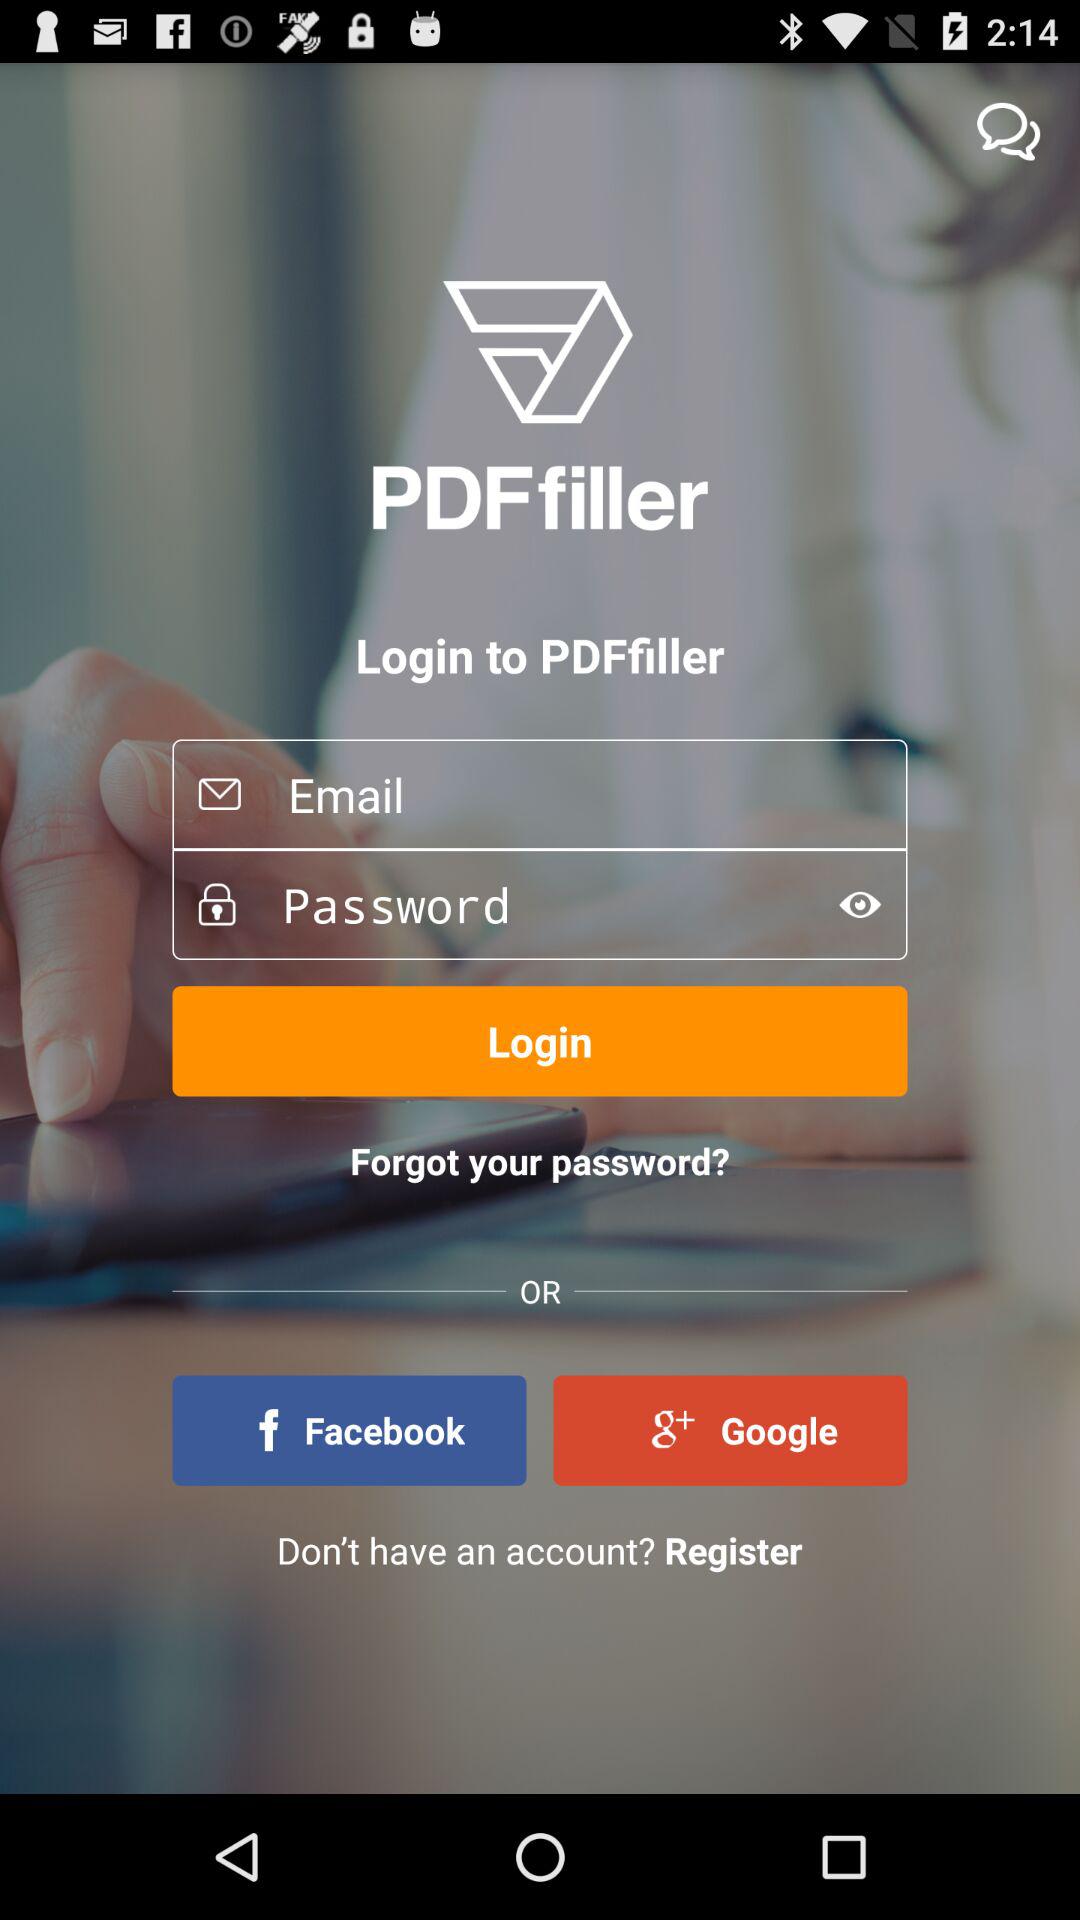 FAKE
2:14
PDFfiller
Login to PDFfiller
Email
Password
Login
Forgot your password?
OR
f Facebook
g+ Google
Don’t have an account? Register